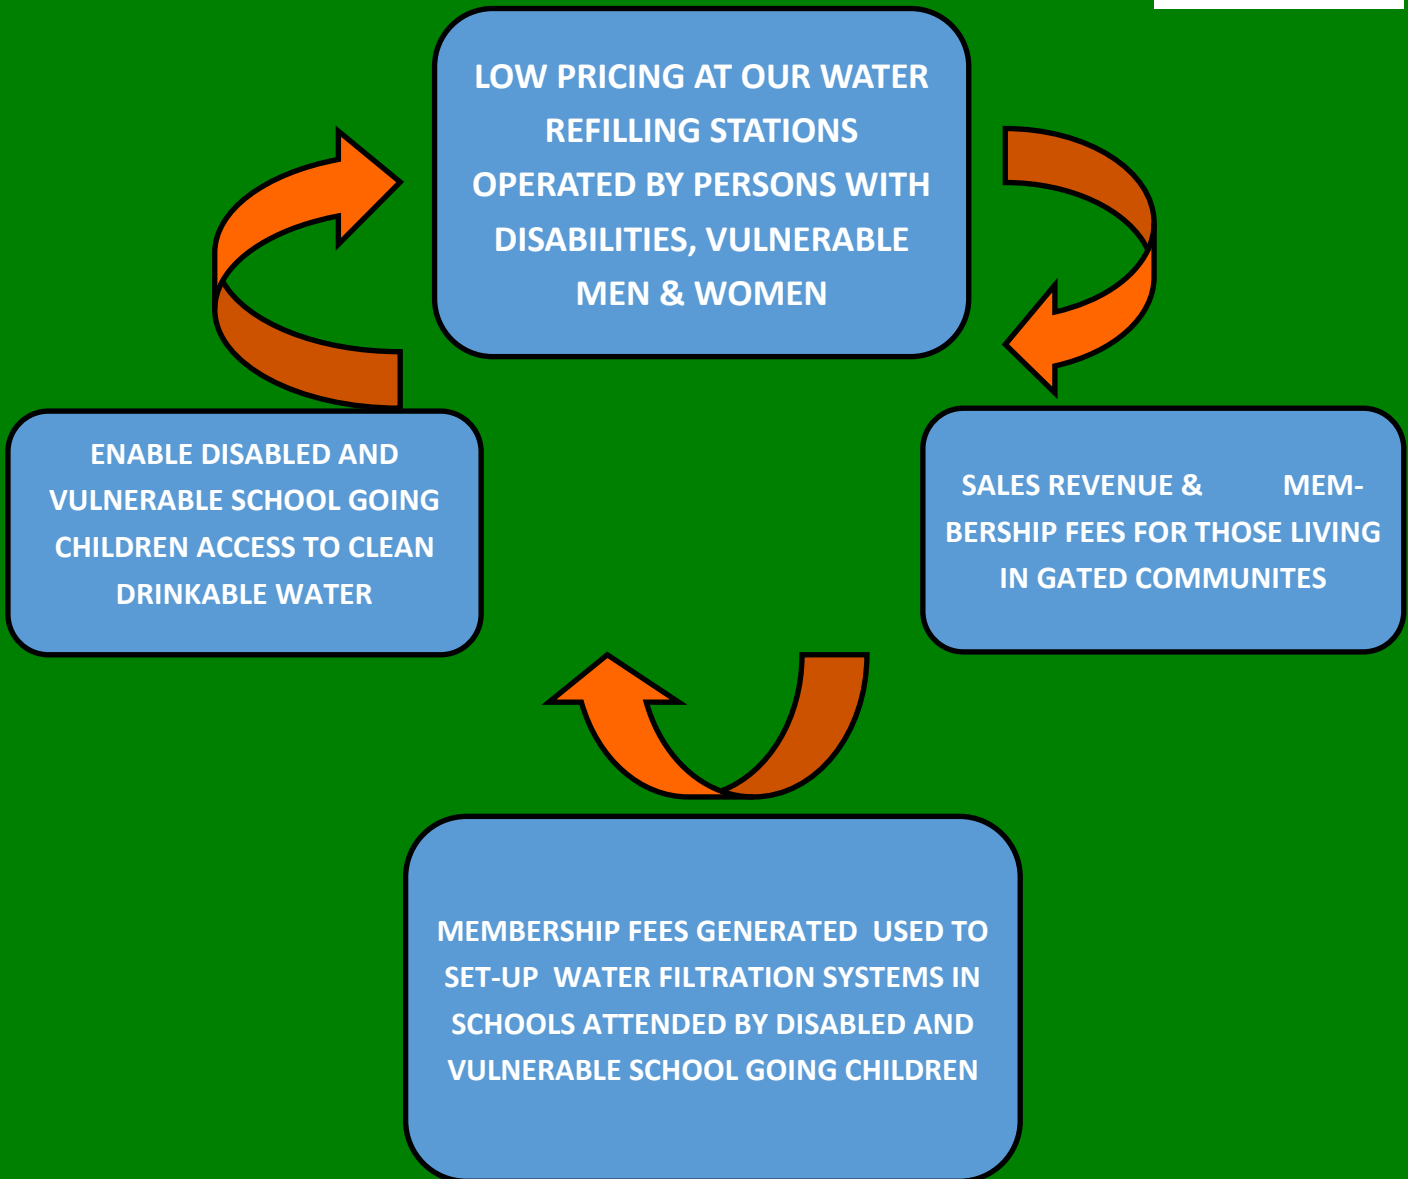 LOW PRICING AT OUR WATER
REFILLING STATIONS
OPERATED BY PERSONS WITH
DISABILITIES, VULNERABLE
MEN & WOMEN
SALES REVENUE & MEM-
BERSHIP FEES FOR THOSE LIVING
IN GATED COMMUNITES
MEMBERSHIP FEES GENERATED USED TO
SET-UP WATER FILTRATION SYSTEMS IN
SCHOOLS ATTENDED BY DISABLED AND
VULNERABLE SCHOOL GOING CHILDREN
ENABLE DISABLED AND
VULNERABLE SCHOOL GOING
CHILDREN ACCESS TO CLEAN
DRINKABLE WATER